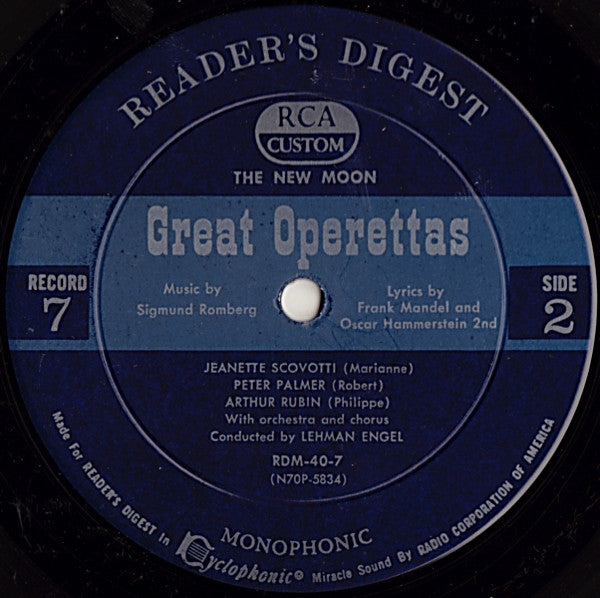 READER'S DIGEST
RCA
CUSTOM
THE NEW MOON
Great Operettas
RECORD
7
Music by
Sigmund Romberg
Lyrics by
Frank Mandel and
Oscar Hammerstein 2nd
SIDE
2
JEANETTE SCOVOTTI (Marianne)
PETER PALMER (Robert)
ARTHUR RUBIN (Philippe)
With orchestra and chorus
Conducted by LEHMAN ENGEL
RDM-40-7
(N70P-5834)
MONOPHONIC
Made For READER'S DIGEST In Cyclophonic® Miracle Sound By RADIO CORPORATION OF AMERICA